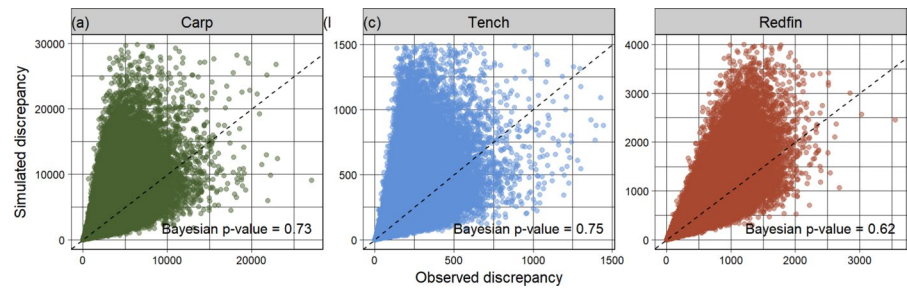 (a) Carp
(c) Tench
Redfin
Simulated discrepancy
30000
20000
10000
0
Bayesian p-value = 0.73
0 10000 20000
1500
1000
500
0
Bayesian p-value = 0.75
0 500 1000 1500
4000
3000
2000
1000
0
Bayesian p-value = 0.62
0 1000 2000 3000
Observed discrepancy